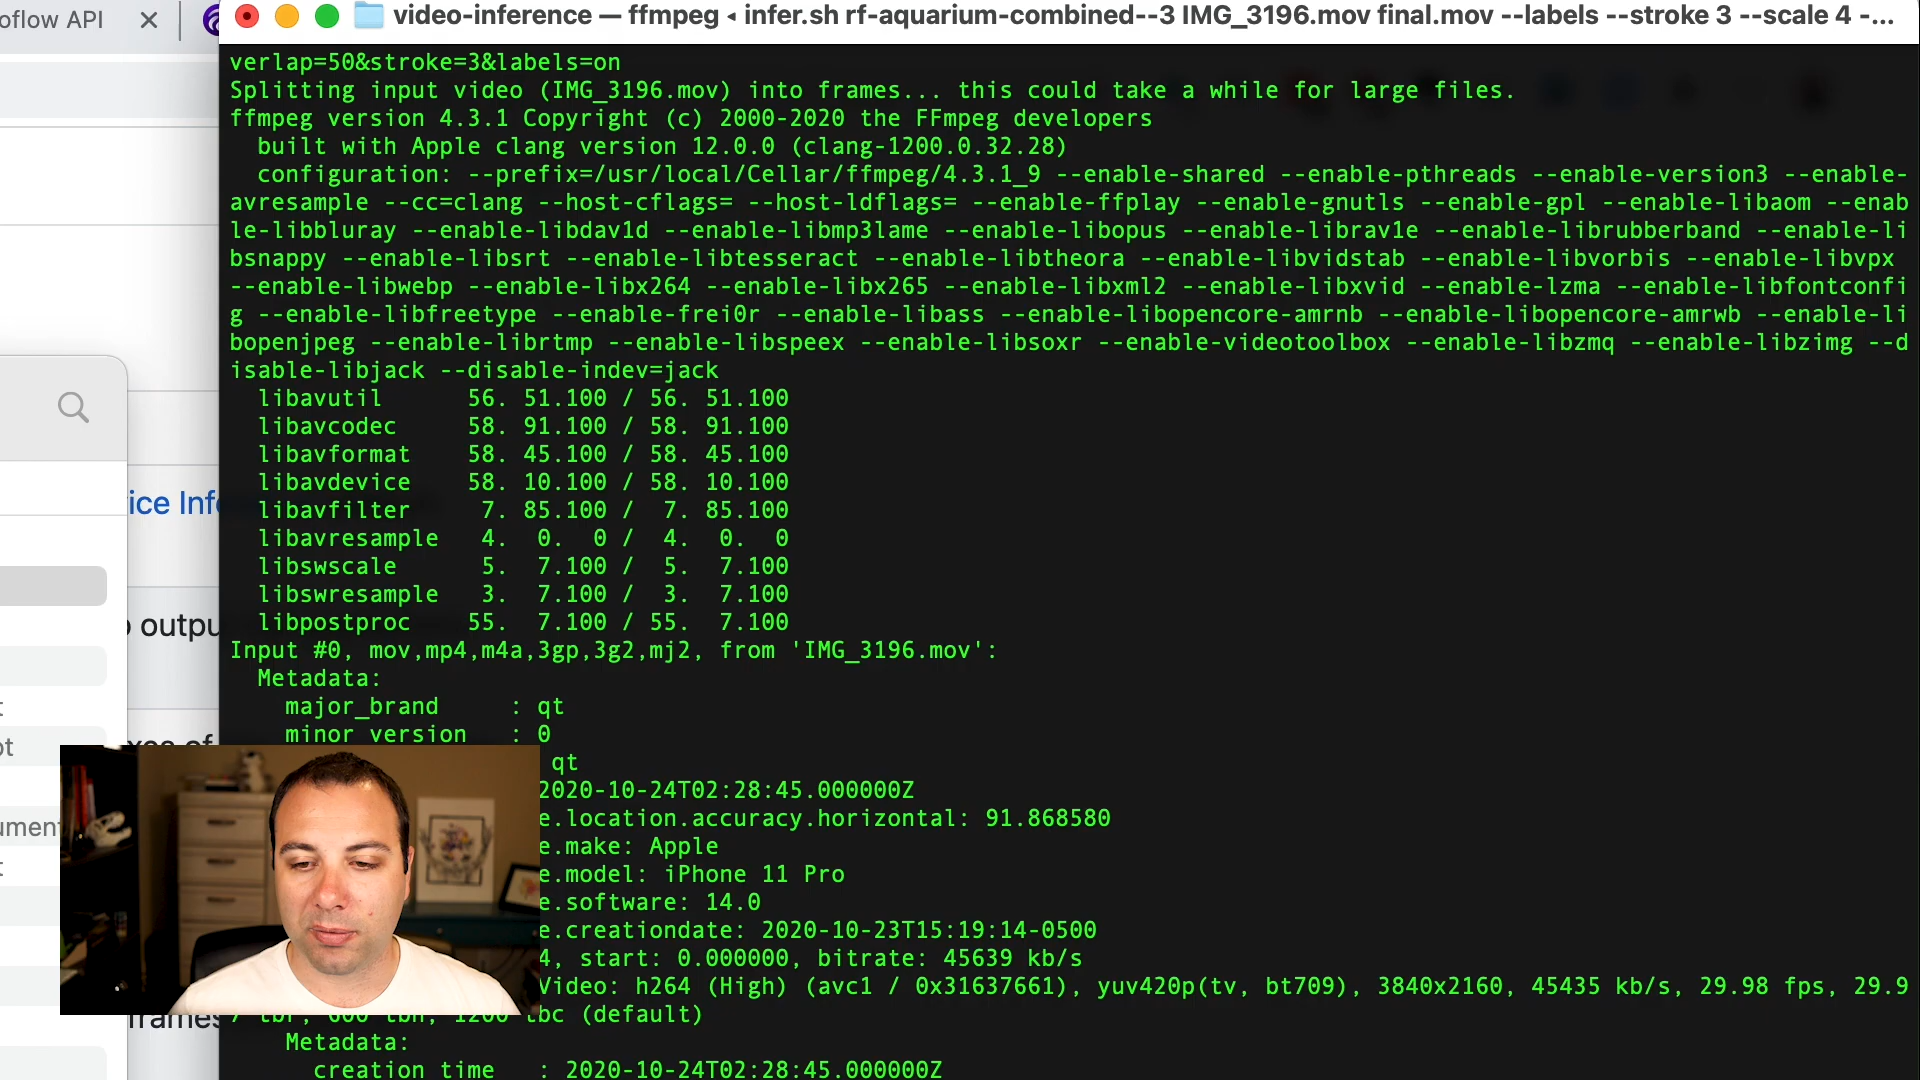 oflow API
video-inference — ffmpeg ◂ infer.sh rf-aquarium-combined--3 IMG_3196.mov final.mov --labels --stroke 3 --scale 4 -...
verlap=50&stroke=3&labels=on
Splitting input video (IMG_3196.mov) into frames... this could take a while for large files.
ffmpeg version 4.3.1 Copyright (c) 2000-2020 the FFmpeg developers
built with Apple clang version 12.0.0 (clang-1200.0.32.28)
configuration: --prefix=/usr/local/Cellar/ffmpeg/4.3.1_9 --enable-shared --enable-pthreads --enable-version3 --enable-
avresample --cc=clang --host-cflags= --host-ldflags= --enable-ffplay --enable-gnutls --enable-gpl --enable-libaom --enab
le-libbluray --enable-libdav1d --enable-libmp3lame --enable-libopus --enable-librav1e --enable-librubberband --enable-li
bsnappy --enable-libsrt --enable-libtesseract --enable-libtheora --enable-libvidstab --enable-libvorbis --enable-libvpx
--enable-libwebp --enable-libx264 --enable-libx265 --enable-libxml2 --enable-libxvid --enable-lzma --enable-libfontconfi
g --enable-libfreetype --enable-frei0r --enable-libass --enable-libopencore-amrnb --enable-libopencore-amrwb --enable-li
bopenjpeg --enable-librtmp --enable-libspeex --enable-libsoxr --enable-videotoolbox --enable-libzmq --enable-libzimg --d
isable-libjack --disable-indev=jack
libavutil 56. 51.100 / 56. 51.100
libavcodec 58. 91.100 / 58. 91.100
libavformat 58. 45.100 / 58. 45.100
libavdevice 58. 10.100 / 58. 10.100
libavfilter 7. 85.100 / 7. 85.100
libavresample 4. 0. 0 / 4. 0. 0
libswscale 5. 7.100 / 5. 7.100
libswresample 3. 7.100 / 3. 7.100
libpostproc 55. 7.100 / 55. 7.100
Input #0, mov,mp4,m4a,3gp,3g2,mj2, from 'IMG_3196.mov':
Metadata:
major_brand : qt
minor_version : 0
qt
2020-10-24T02:28:45.000000Z
e.location.accuracy.horizontal: 91.868580
e.make: Apple
e.model: iPhone 11 Pro
e.software: 14.0
e.creationdate: 2020-10-23T15:19:14-0500
4, start: 0.000000, bitrate: 45639 kb/s
Video: h264 (High) (avc1 / 0x31637661), yuv420p(tv, bt709), 3840x2160, 45435 kb/s, 29.98 fps, 29.9
7 tbr, 600 tbn, 1200 tbc (default)
Metadata:
creation_time : 2020-10-24T02:28:45.000000Z
ice Inf
outpu
frames